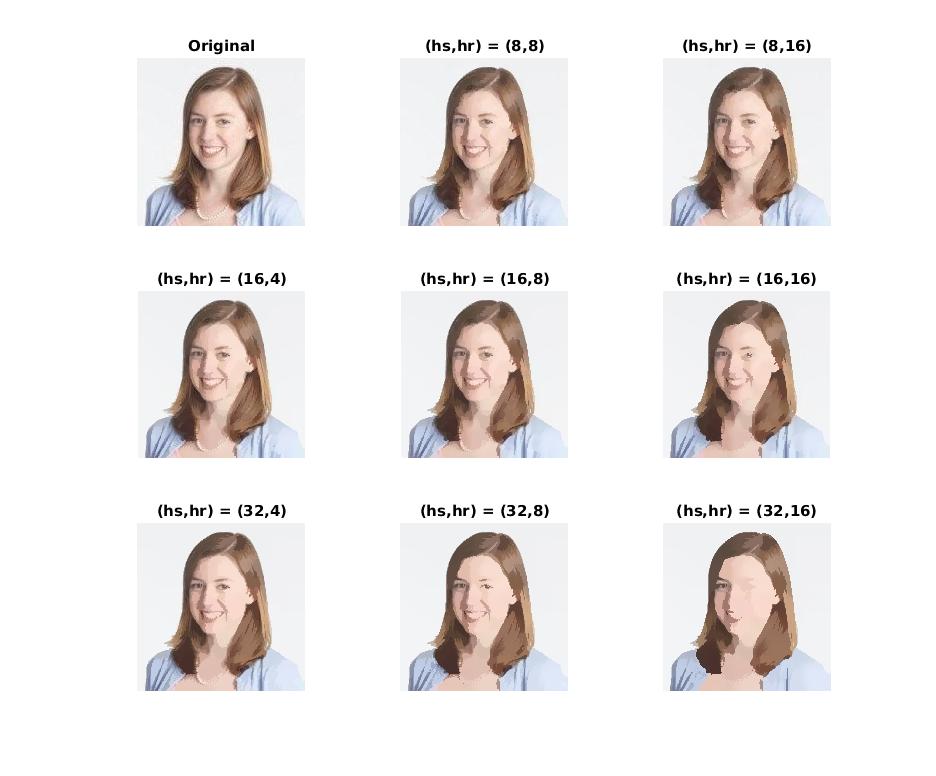 Original
(hs,hr) = (8,8)
(hs,hr) = (8,16)
(hs,hr) = (16,4)
(hs,hr) = (16,8)
(hs,hr) = (16,16)
(hs,hr) = (32,4)
(hs,hr) = (32,8)
(hs,hr) = (32,16)